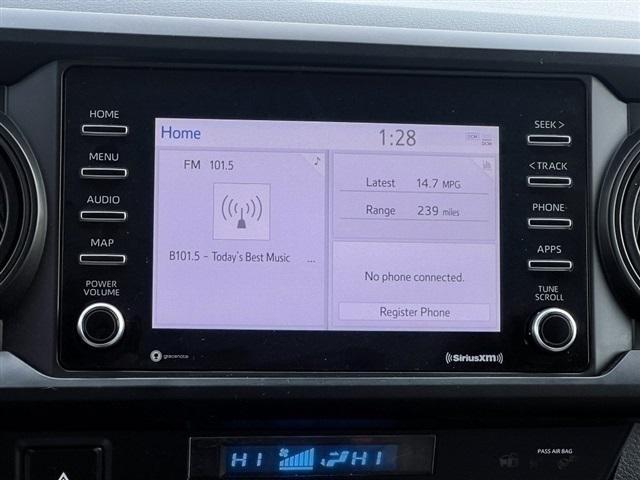 HOME
MENU
AUDIO
MAP
POWER
VOLUME
Home
1:28
DCM
DCM
FM 101.5
B101.5 - Today's Best Music ...
Latest 14.7 MPG
Range 239 miles
No phone connected.
Register Phone
SEEK >
< TRACK
PHONE
APPS
TUNE
SCROLL
gracenote
((SiriusXM))
HI HI
PASS AIR BAG